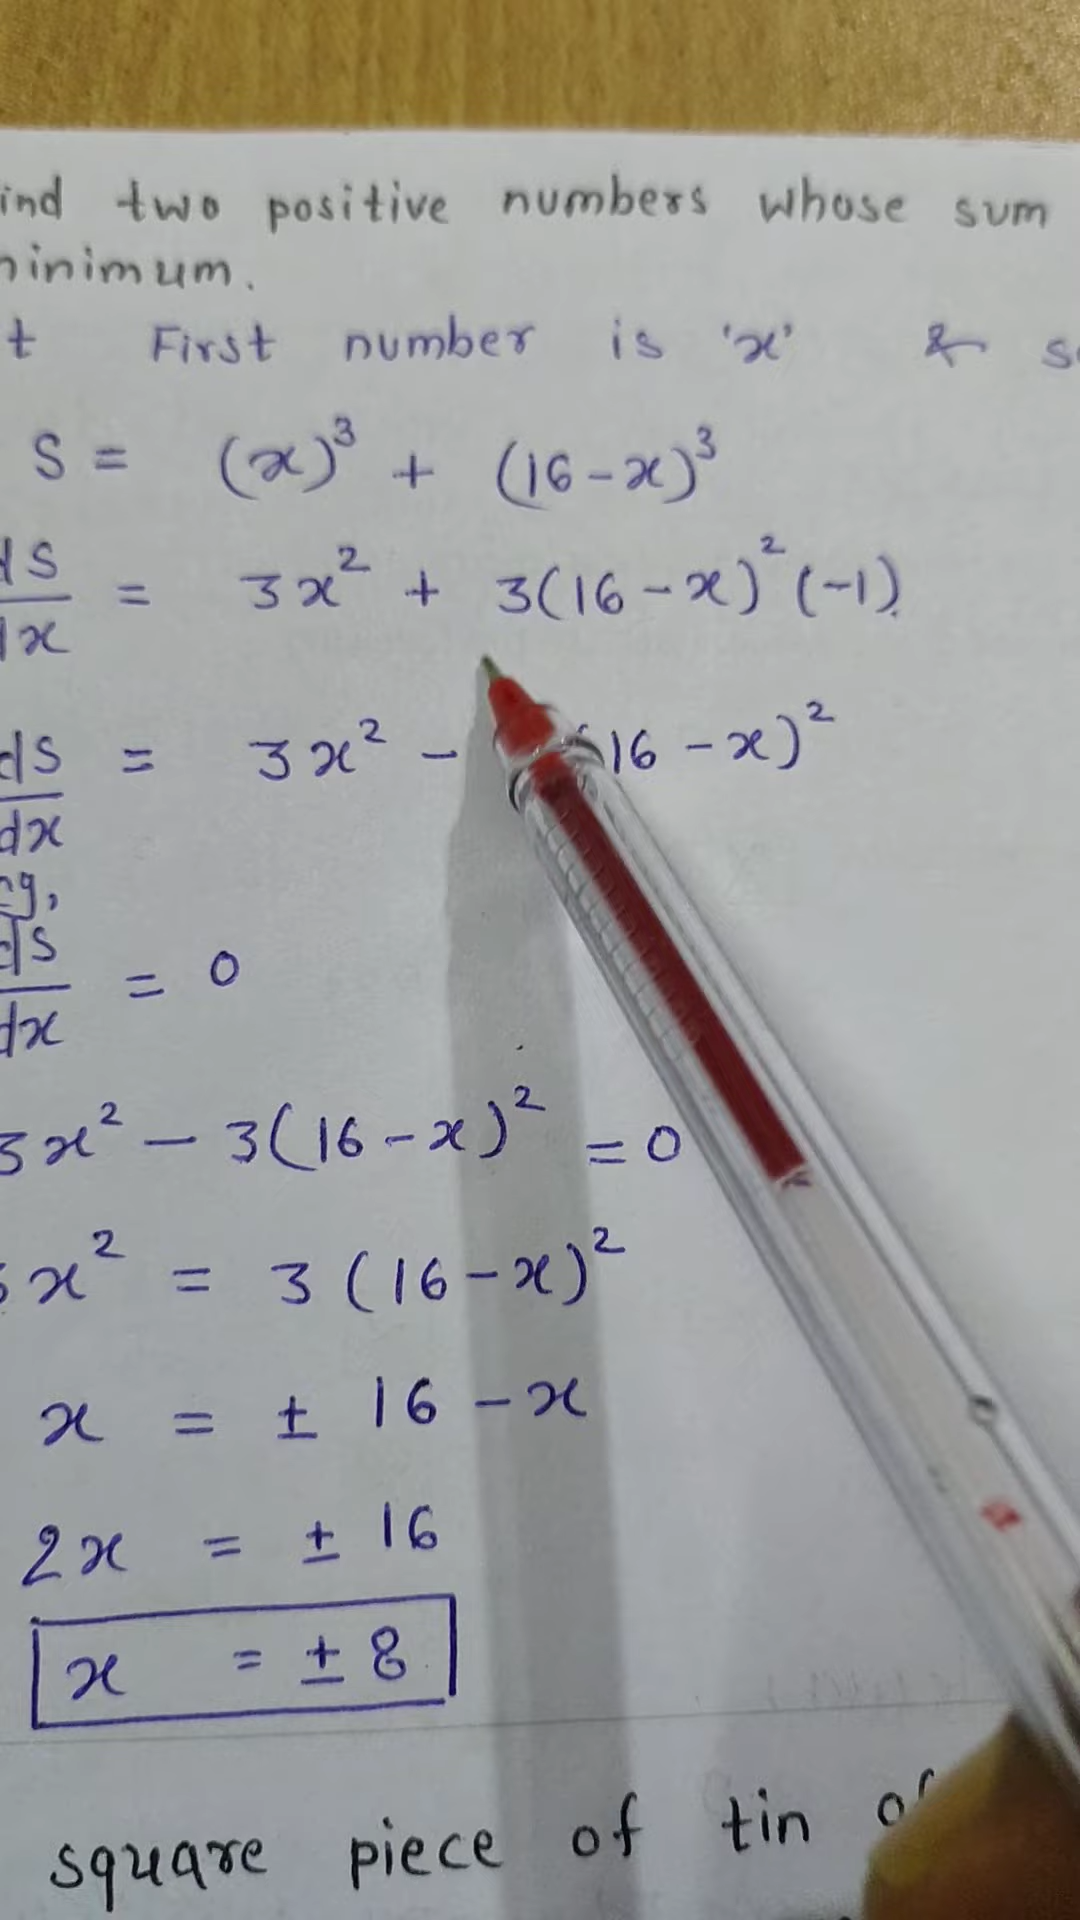 ind two positive numbers whose sum
inimum.
t First number is 'x' &
S = (x)³ + (16-x)³
dS/dx = 3x² + 3(16-x)²(-1)
dS/dx = 3x² - 16-x)²
dS/dx = 0
3x² - 3(16-x)² = 0
x² = 3(16-x)²
x = ± 16-x
2x = ± 16
x = ± 8
square piece of tin of